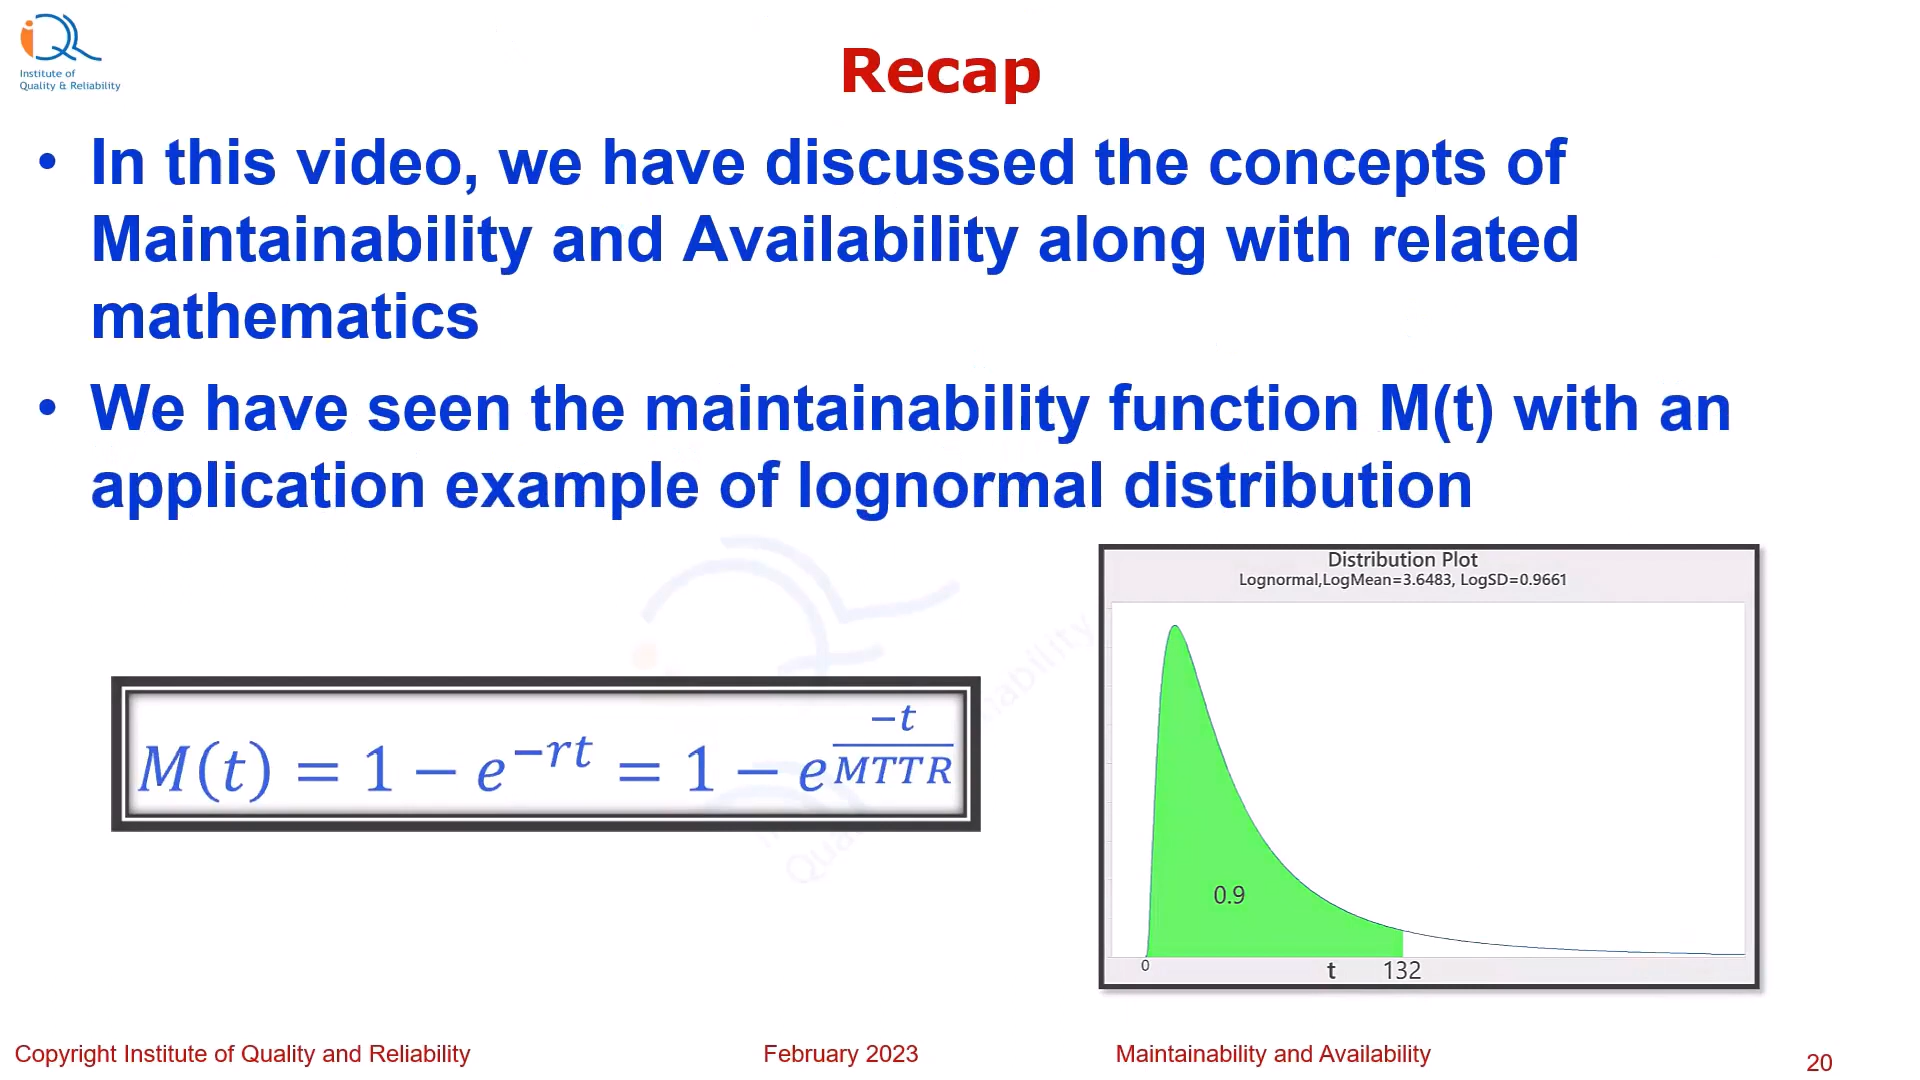 Institute of
Quality & Reliability
Recap
• In this video, we have discussed the concepts of
Maintainability and Availability along with related
mathematics
• We have seen the maintainability function M(t) with an
application example of lognormal distribution
M(t) = 1 − e^{−rt} = 1 − e^{\frac{−t}{MTTR}}
Distribution Plot
Lognormal,LogMean=3.6483, LogSD=0.9661
0.9
0 t 132
Copyright Institute of Quality and Reliability February 2023 Maintainability and Availability 20